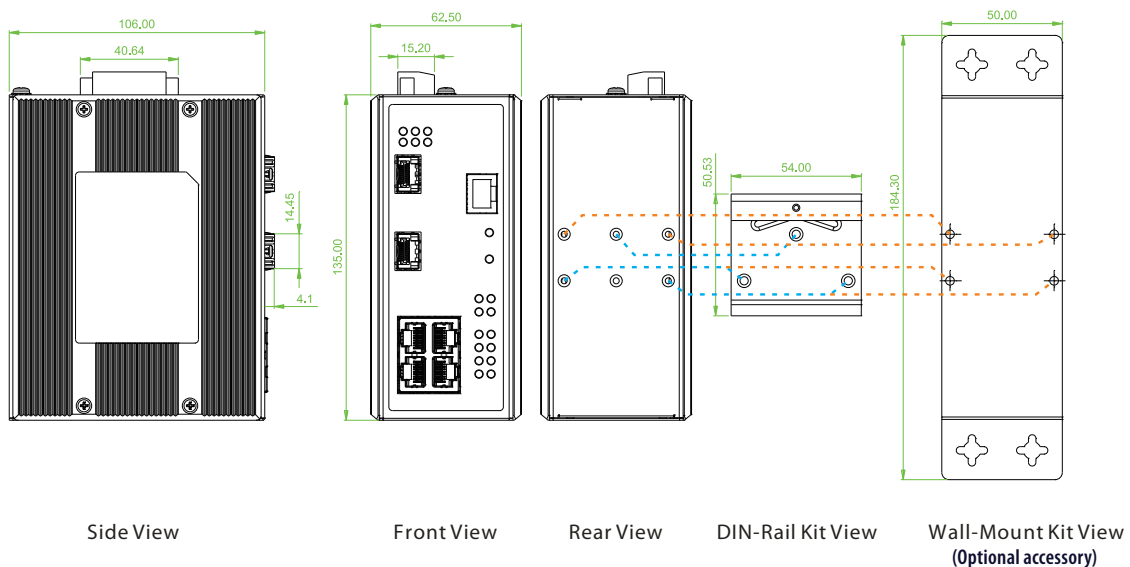 106.00
40.64
14.45
4.1
62.50
15.20
135.00
50.53
54.00
50.00
184.30
Side View
Front View
Rear View
DIN-Rail Kit View
Wall-Mount Kit View
(Optional accessory)